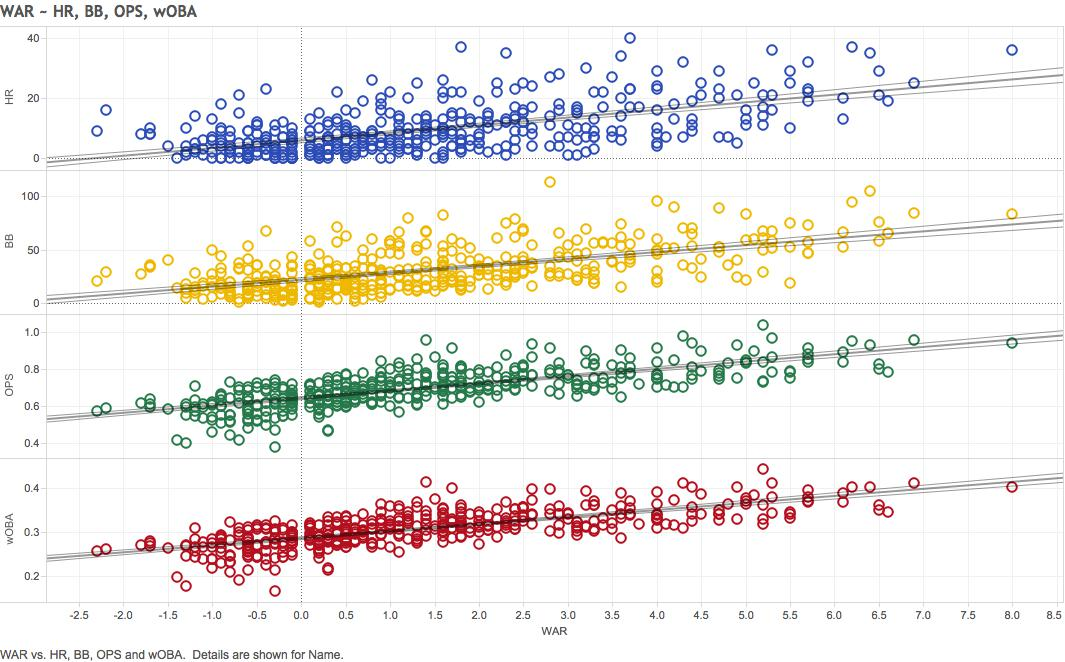 WAR ~ HR, BB, OPS, wOBA
40
20
0
HR
100
50
0
BB
1.0
0.8
0.6
0.4
OPS
0.4
0.3
0.2
wOBA
-2.5 -2.0 -1.5 -1.0 -0.5 0.0 0.5 1.0 1.5 2.0 2.5 3.0 3.5 4.0 4.5 5.0 5.5 6.0 6.5 7.0 7.5 8.0 8.5
WAR
WAR vs. HR, BB, OPS and wOBA. Details are shown for Name.